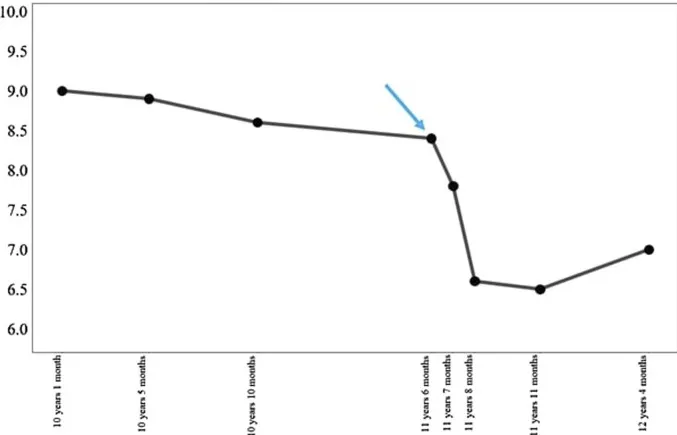 10.0
9.5
9.0
8.5
8.0
7.5
7.0
6.5
6.0
10 years 1 month
10 years 5 months
10 years 10 months
11 years 6 months
11 years 7 months
11 years 8 months
11 years 11 months
12 years 4 months